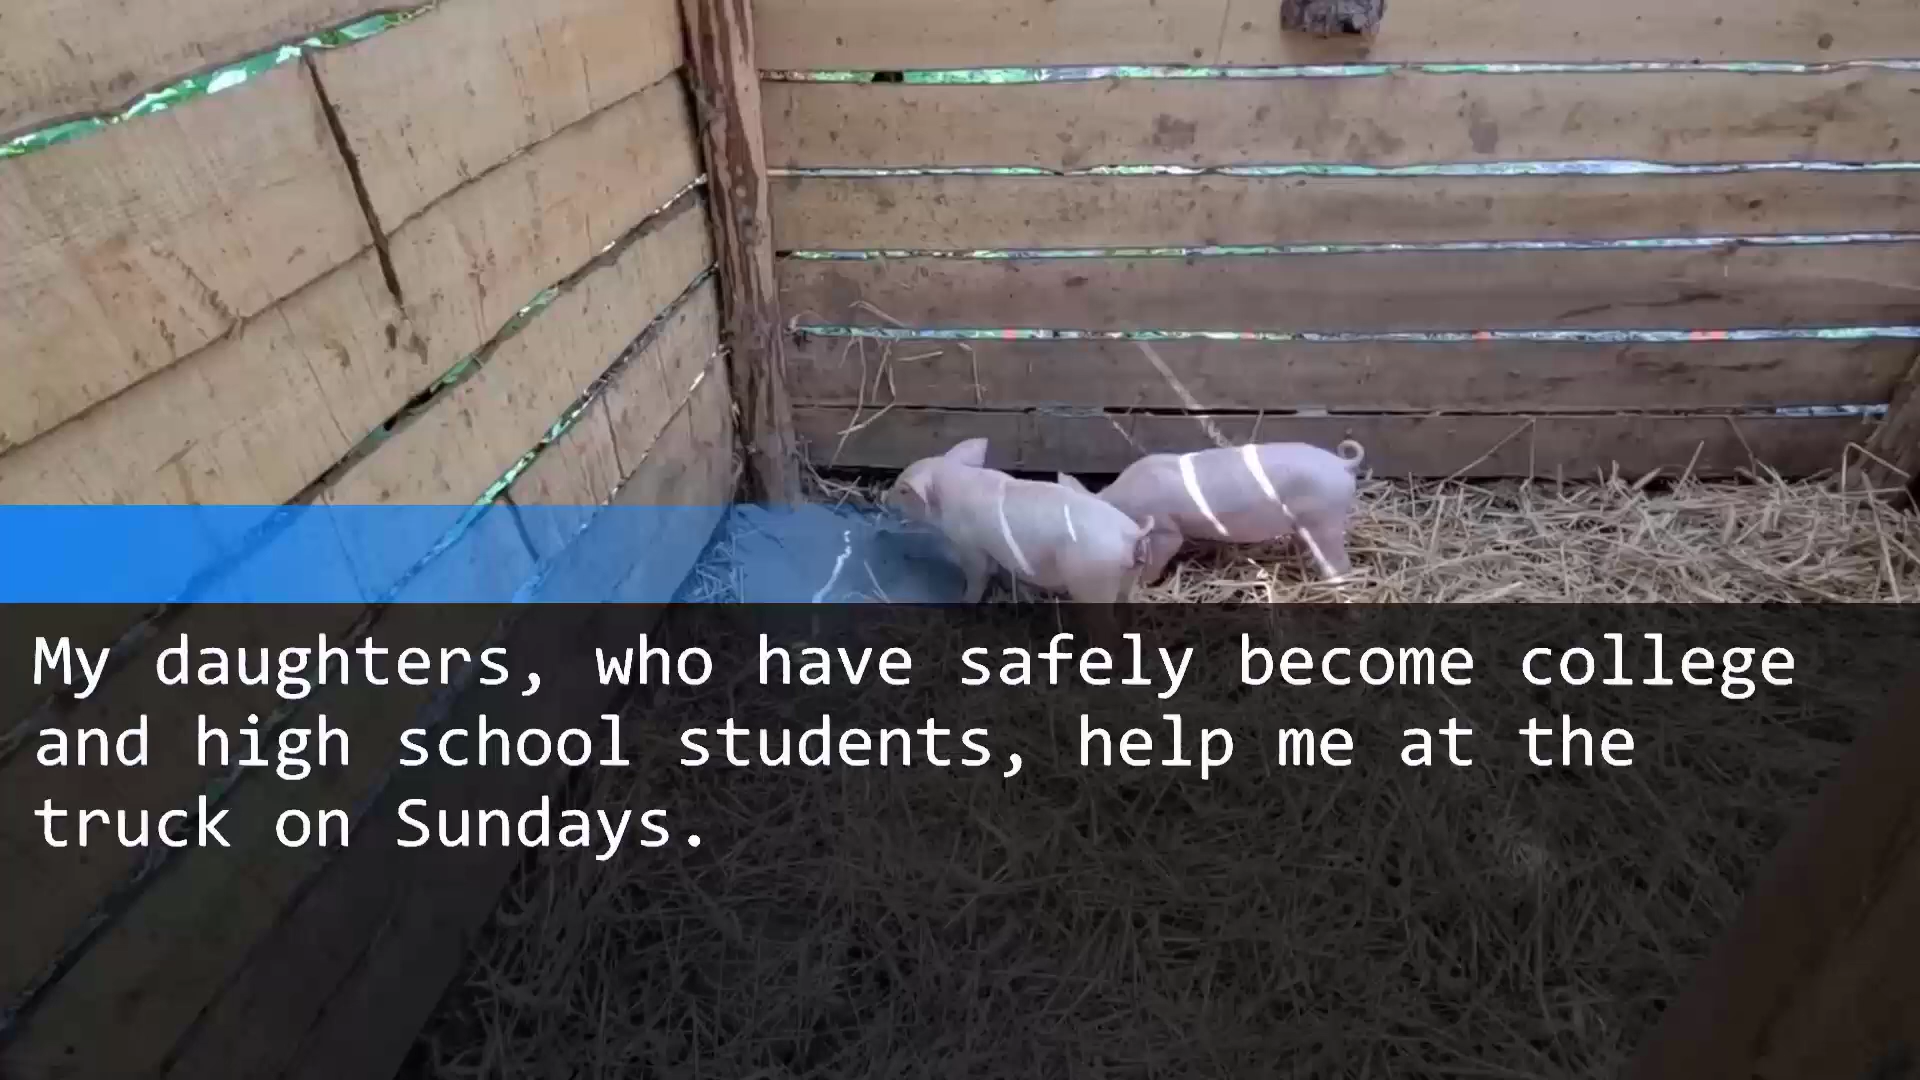 My daughters, who have safely become college
and high school students, help me at the
truck on Sundays.